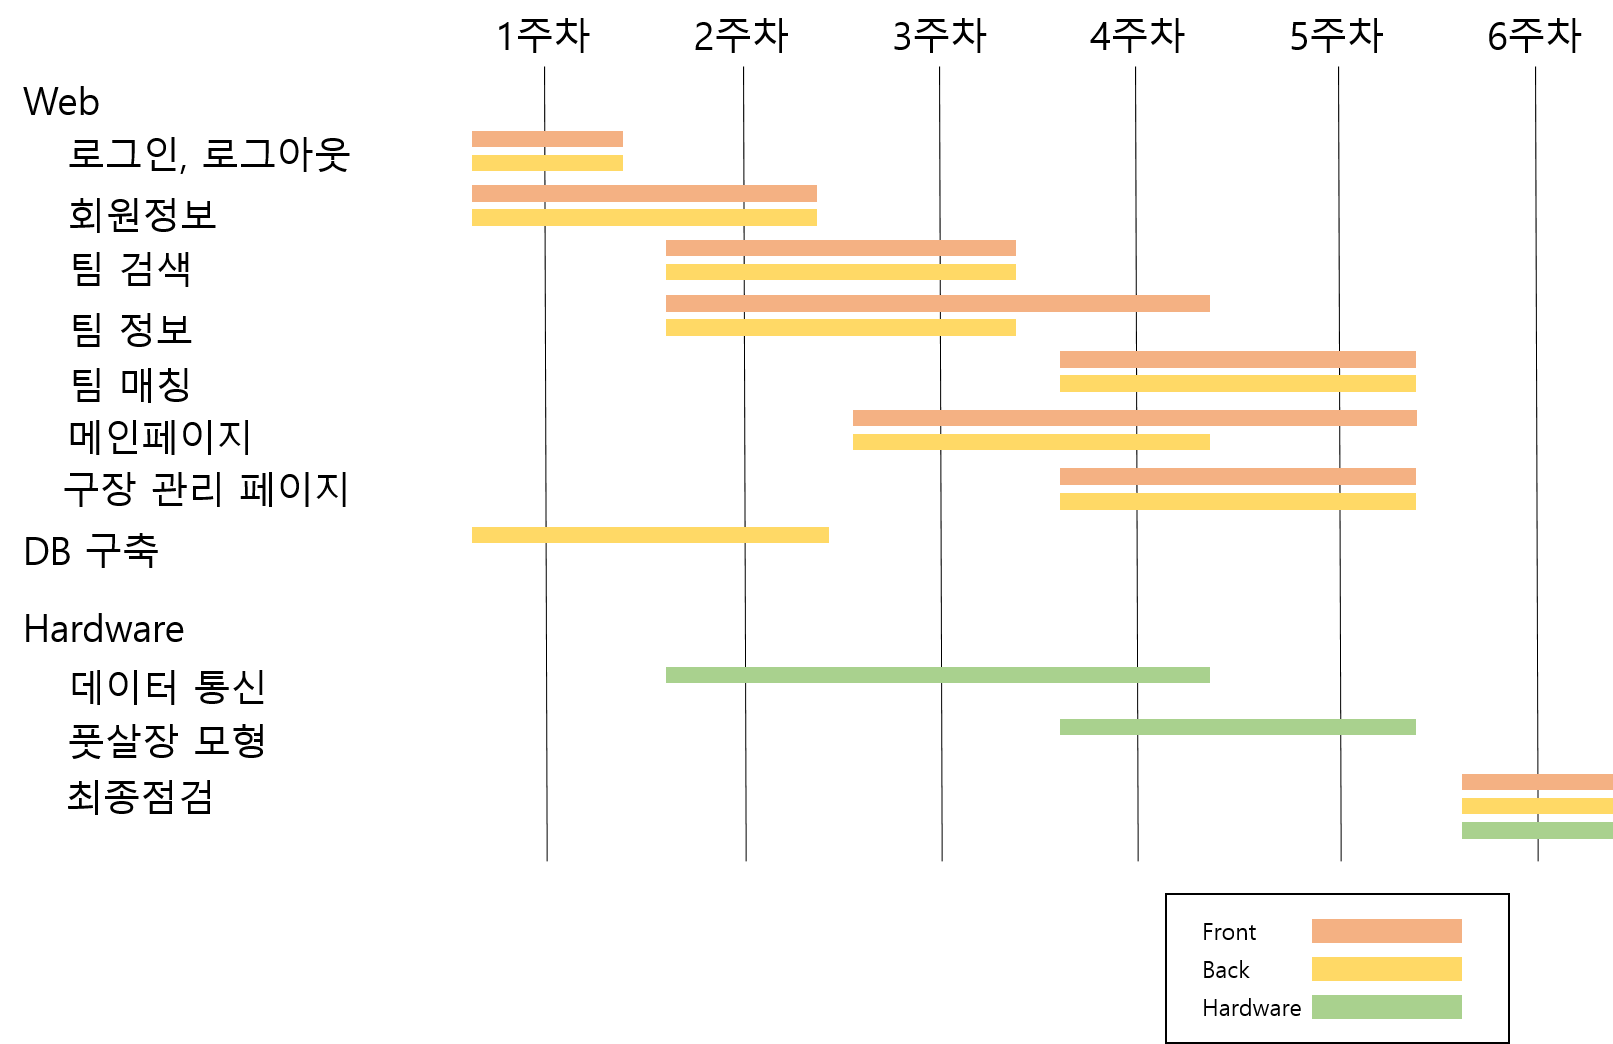 1주차 2주차 3주차 4주차 5주차 6주차
Web
로그인, 로그아웃
회원정보
팀 검색
팀 정보
팀 매칭
메인페이지
구장 관리 페이지
DB 구축
Hardware
데이터 통신
풋살장 모형
최종점검
Front
Back
Hardware